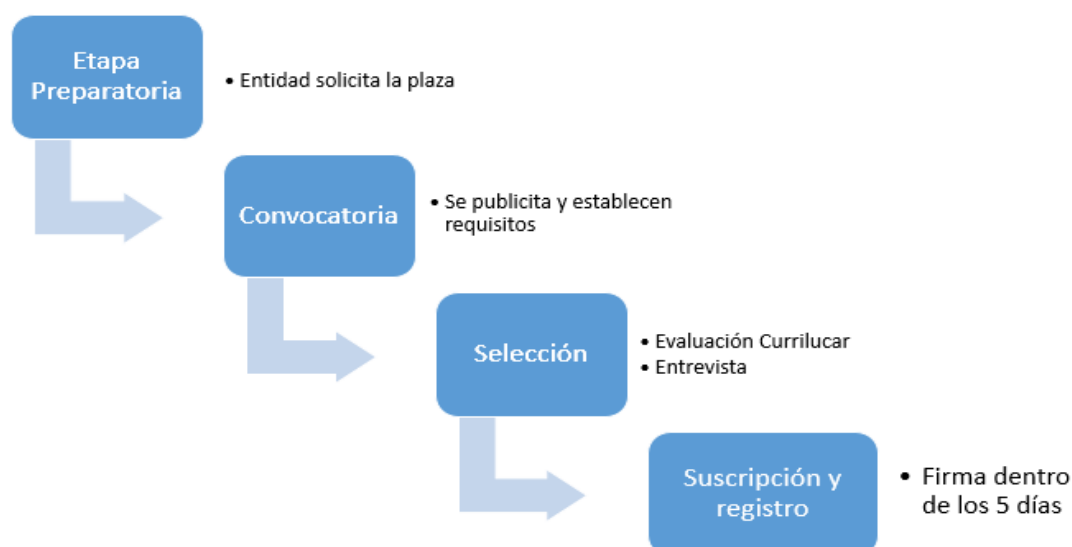 Etapa
Preparatoria
• Entidad solicita la plaza
Convocatoria
• Se publicita y establecen
requisitos
Selección
• Evaluación Currilucar
• Entrevista
Suscripción y
registro
• Firma dentro
de los 5 días